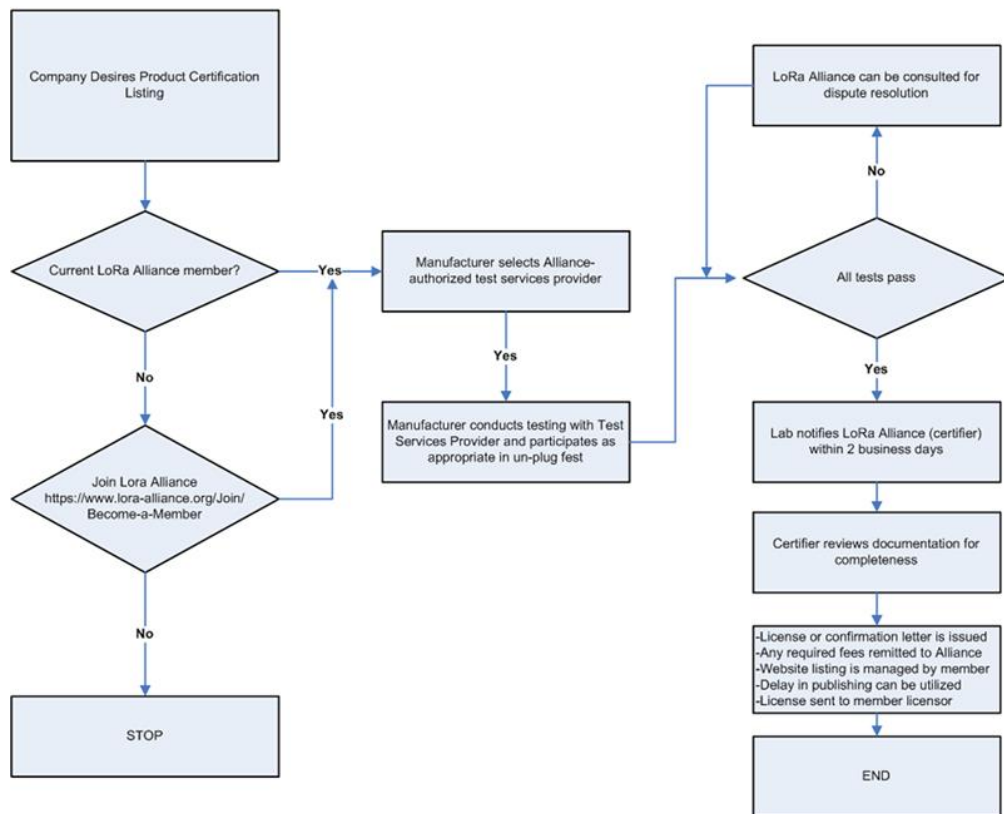 Company Desires Product Certification
Listing
Current LoRa Alliance member?
Yes
No
Join Lora Alliance
https://www.lora-alliance.org/Join/
Become-a-Member
Yes
No
STOP
Manufacturer selects Alliance-
authorized test services provider
Yes
Manufacturer conducts testing with Test
Services Provider and participates as
appropriate in un-plug fest
LoRa Alliance can be consulted for
dispute resolution
No
All tests pass
Yes
Lab notifies LoRa Alliance (certifier)
within 2 business days
Certifier reviews documentation for
completeness
-License or confirmation letter is issued
-Any required fees remitted to Alliance
-Website listing is managed by member
-Delay in publishing can be utilized
-License sent to member licensor
END